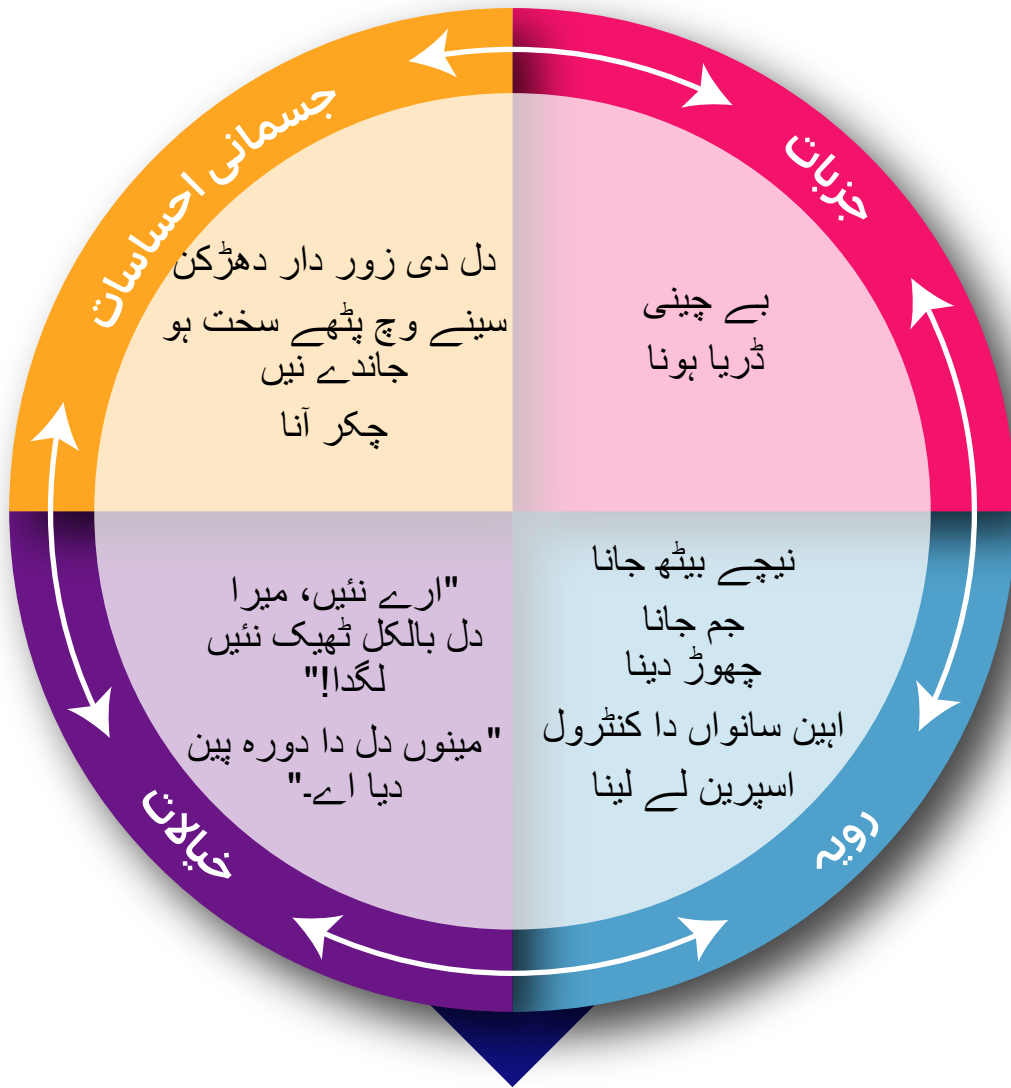 جسمانی احساسات
دل دی زور دار دھڑکن
سینے وچ پٹھے سخت ہو
جاندے نیں
چکر آنا
جزبات
بے چینی
ڈریا ہونا
خیالات
"ارے نئیں، میرا
دل بالکل ٹھیک نئیں
لگدا!"
"مینوں دل دا دورہ پین
دیا اے۔"
رویہ
نیچے بیٹھ جانا
جم جانا
چھوڑ دینا
اہین سانواں دا کنٹرول
اسپرین لے لینا